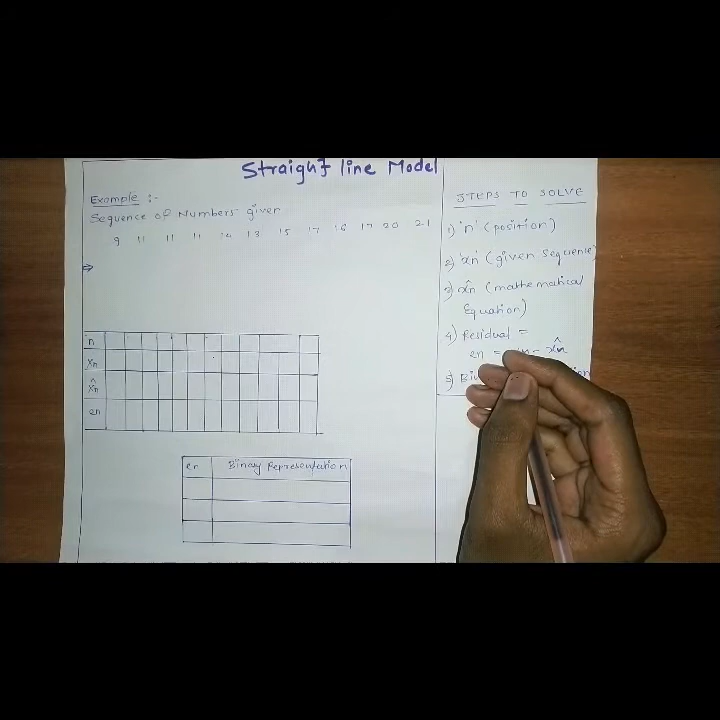 Straight line Model
Example :-
Sequence of Numbers given
9 11 11 11 14 13 15 17 16 17 20 21
⇒
n
xn
x̂n
en
en Binary Representation
STEPS TO SOLVE
1) 'n' (position)
2) 'xn' (given sequence)
3) x̂n (mathematical
Equation)
4) Residual =
en = xn - x̂n
5)